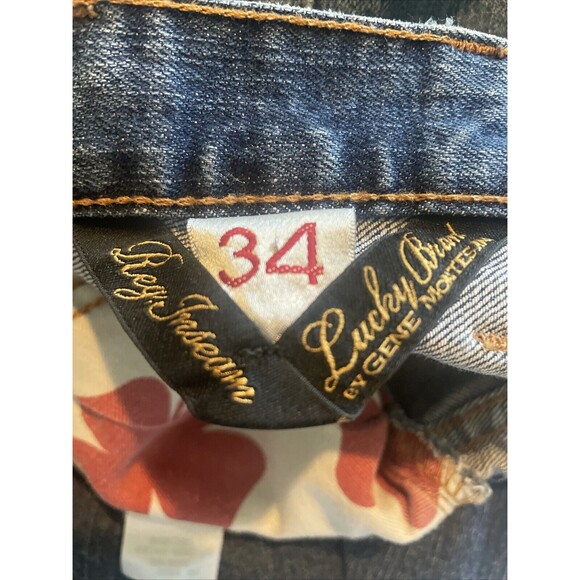 34
Reg. Inseam
Lucky Brand
BY GENE MONTESANO